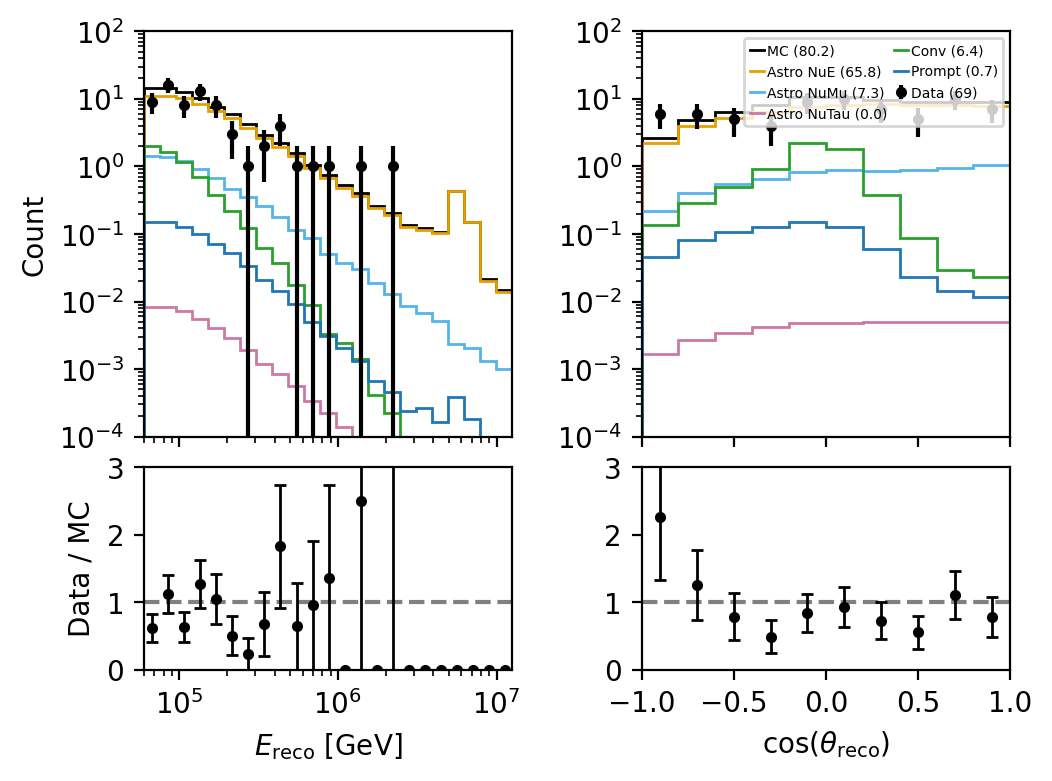 10²
10¹
10⁰
10⁻¹
10⁻²
10⁻³
10⁻⁴
Count
10²
10¹
10⁰
10⁻¹
10⁻²
10⁻³
10⁻⁴
MC (80.2)
Astro NuE (65.8)
Astro NuMu (7.3)
Astro NuTau (0.0)
Conv (6.4)
Prompt (0.7)
Data (69)
3
2
1
0
Data / MC
10⁵ 10⁶ 10⁷
E_reco [GeV]
3
2
1
0
−1.0 −0.5 0.0 0.5 1.0
cos(θ_reco)